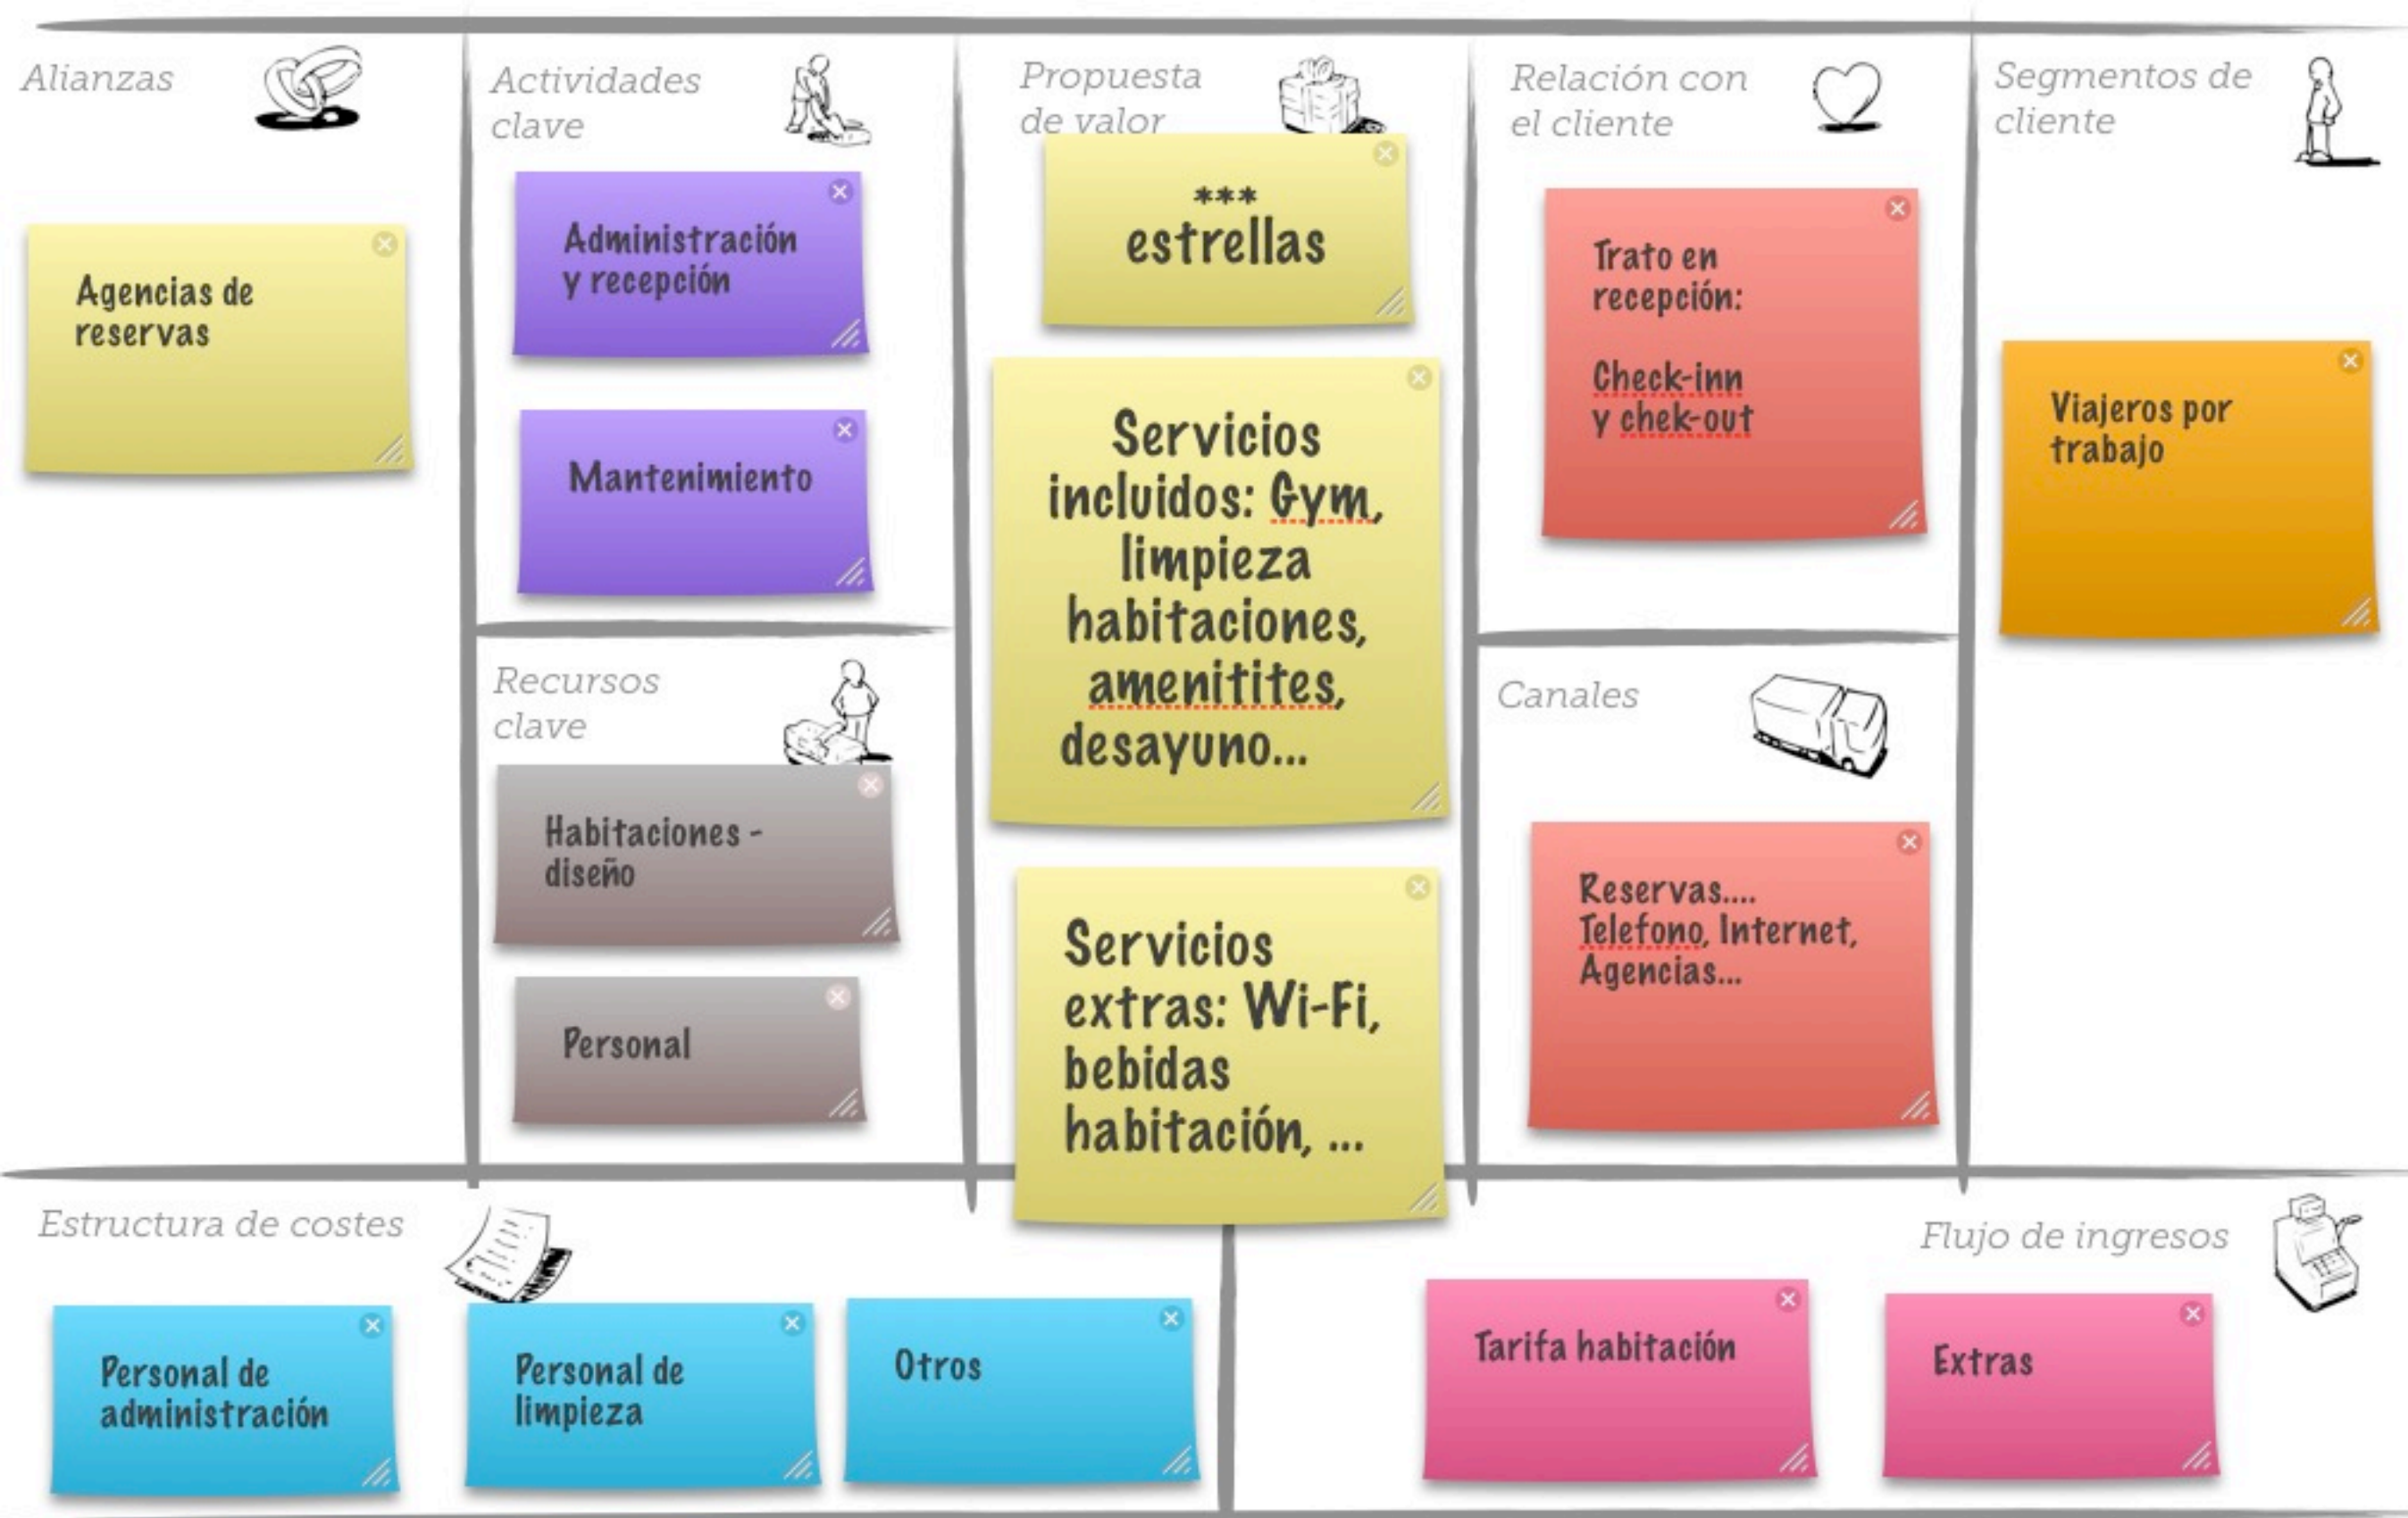 Alianzas
Agencias de
reservas
Actividades
clave
Administración
y recepción
Mantenimiento
Recursos
clave
Habitaciones -
diseño
Personal
Propuesta
de valor
***
estrellas
Servicios
incluidos: Gym,
limpieza
habitaciones,
amenitites,
desayuno...
Servicios
extras: Wi-Fi,
bebidas
habitación, ...
Relación con
el cliente
Trato en
recepción:
Check-inn
y chek-out
Canales
Reservas....
Telefono, Internet,
Agencias...
Segmentos de
cliente
Viajeros por
trabajo
Estructura de costes
Personal de
administración
Personal de
limpieza
Otros
Flujo de ingresos
Tarifa habitación
Extras